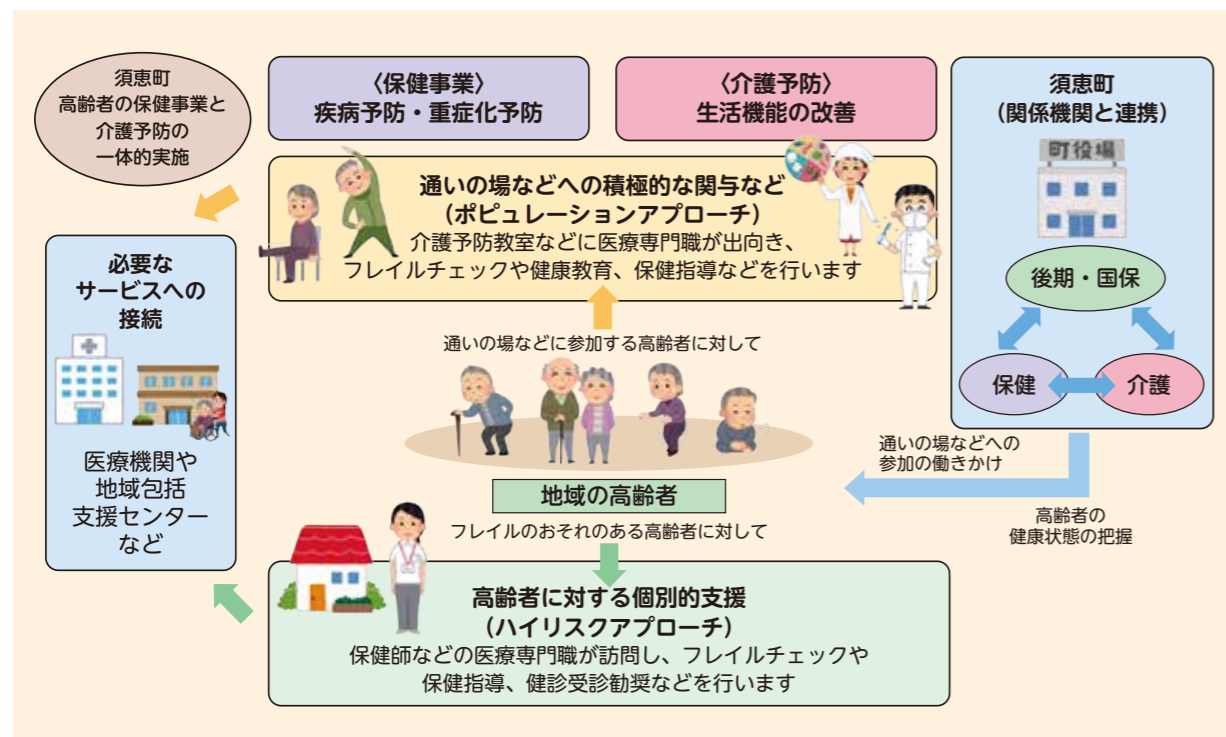 須恵町
高齢者の保健事業と
介護予防の
一体的実施
〈保健事業〉
疾病予防・重症化予防
〈介護予防〉
生活機能の改善
通いの場などへの積極的な関与など
（ポピュレーションアプローチ）
介護予防教室などに医療専門職が出向き、
フレイルチェックや健康教育、保健指導などを行います
須恵町
（関係機関と連携）
町役場
後期・国保
保健
介護
必要な
サービスへの
接続
医療機関や
地域包括
支援センター
など
通いの場などに参加する高齢者に対して
地域の高齢者
フレイルのおそれのある高齢者に対して
通いの場などへの
参加の働きかけ
高齢者の
健康状態の把握
高齢者に対する個別的支援
（ハイリスクアプローチ）
保健師などの医療専門職が訪問し、フレイルチェックや
保健指導、健診受診勧奨などを行います